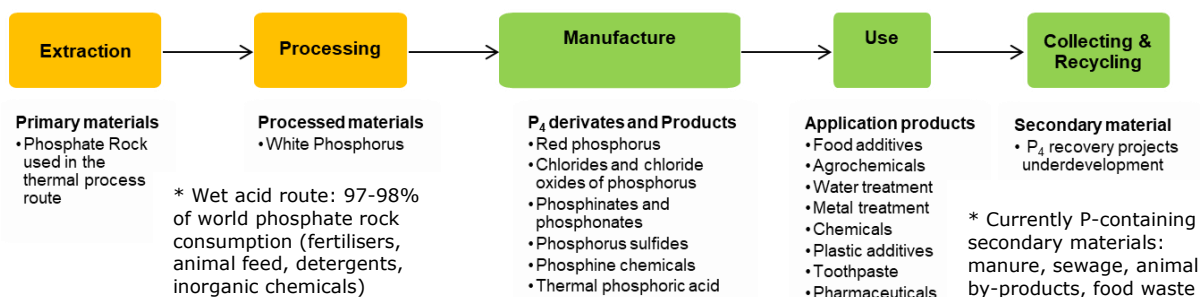 Extraction
Processing
Manufacture
Use
Collecting &
Recycling
Primary materials
•Phosphate Rock
used in the
thermal process
route
Processed materials
•White Phosphorus
* Wet acid route: 97-98%
of world phosphate rock
consumption (fertilisers,
animal feed, detergents,
inorganic chemicals)
P₄ derivates and Products
•Red phosphorus
•Chlorides and chloride
oxides of phosphorus
•Phosphinates and
phosphonates
•Phosphorus sulfides
•Phosphine chemicals
•Thermal phosphoric acid
Application products
•Food additives
•Agrochemicals
•Water treatment
•Metal treatment
•Chemicals
•Plastic additives
•Toothpaste
•Pharmaceuticals
Secondary material
• P₄ recovery projects
underdevelopment
* Currently P-containing
secondary materials:
manure, sewage, animal
by-products, food waste